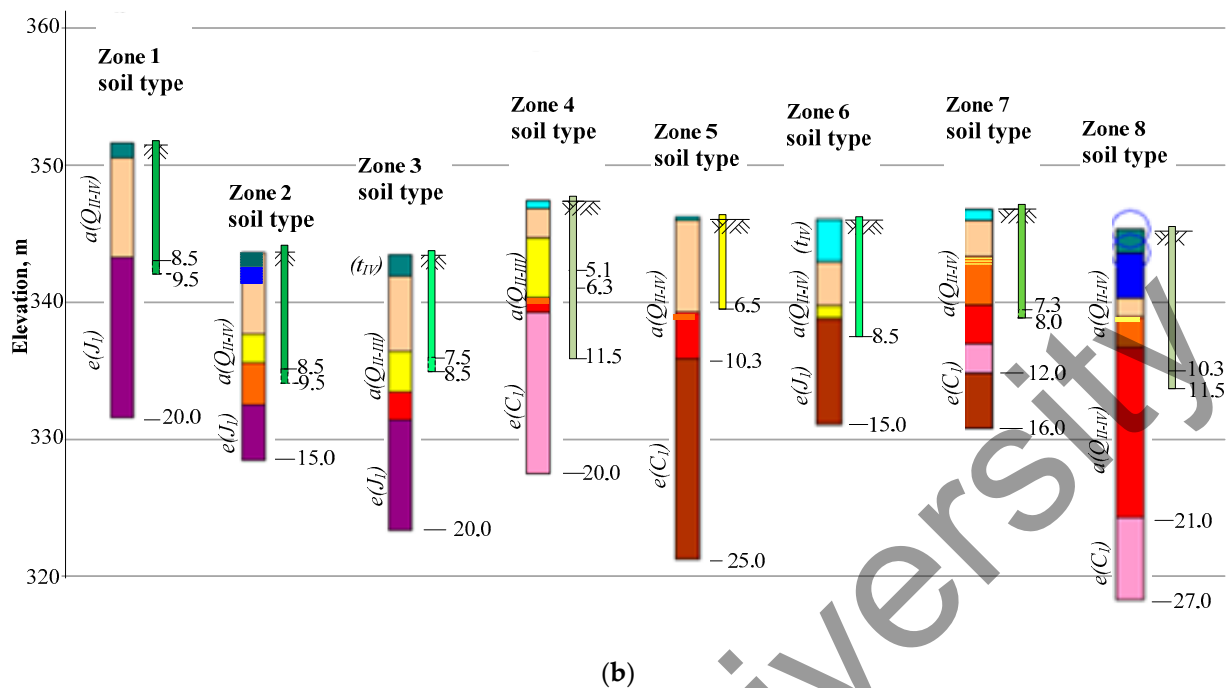 360
Zone 1
soil type
Zone 4
soil type
Zone 6
soil type
Zone 7
soil type
Zone 5
soil type
Zone 8
soil type
350
Zone 3
soil type
Zone 2
soil type
Elevation, m
340
330
320
a(QII-IV)
e(J1)
8.5
9.5
20.0
a(QII-IV)
e(J1)
8.5
9.5
15.0
(tIV)
a(QII-III)
e(J1)
7.5
8.5
20.0
a(QII-III)
e(C1)
5.1
6.3
11.5
20.0
a(QII-IV)
e(C1)
6.5
10.3
25.0
(tIV)
a(QII-IV)
e(J1)
8.5
15.0
a(QII-IV)
e(C1)
7.3
8.0
12.0
16.0
a(QII-IV)
a(QII-IV)
e(C1)
10.3
11.5
21.0
27.0
(b)
iversity